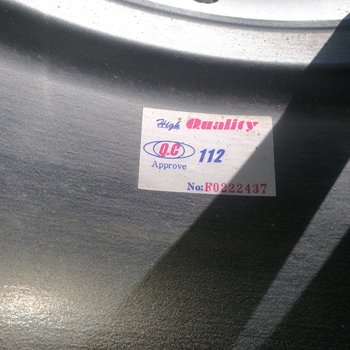 High Quality
Q.C 112
Approve
No: F0222437